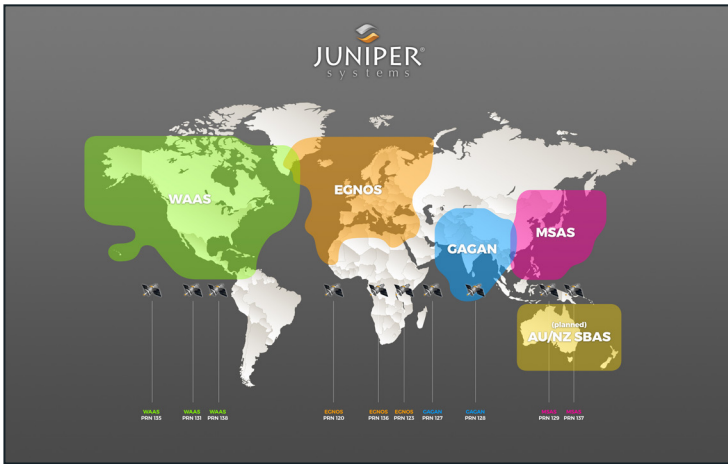 JUNIPER®
systems
WAAS
EGNOS
GAGAN
MSAS
(planned)
AU/NZ SBAS
WAAS
PRN 135
WAAS
PRN 131
WAAS
PRN 138
EGNOS
PRN 120
EGNOS
PRN 136
EGNOS
PRN 123
GAGAN
PRN 127
GAGAN
PRN 128
MSAS
PRN 129
MSAS
PRN 137